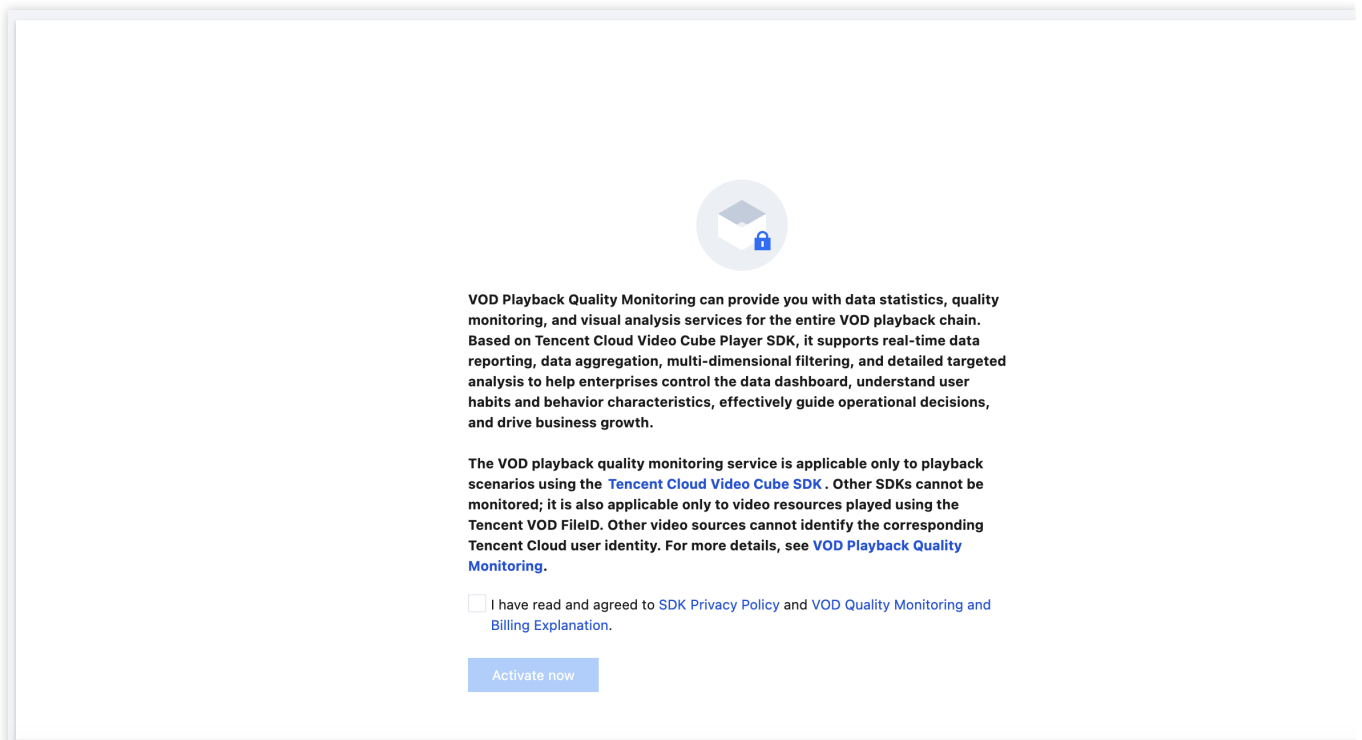 VOD Playback Quality Monitoring can provide you with data statistics, quality
monitoring, and visual analysis services for the entire VOD playback chain.
Based on Tencent Cloud Video Cube Player SDK, it supports real-time data
reporting, data aggregation, multi-dimensional filtering, and detailed targeted
analysis to help enterprises control the data dashboard, understand user
habits and behavior characteristics, effectively guide operational decisions,
and drive business growth.
The VOD playback quality monitoring service is applicable only to playback
scenarios using the Tencent Cloud Video Cube SDK . Other SDKs cannot be
monitored; it is also applicable only to video resources played using the
Tencent VOD FileID. Other video sources cannot identify the corresponding
Tencent Cloud user identity. For more details, see VOD Playback Quality
Monitoring.
I have read and agreed to SDK Privacy Policy and VOD Quality Monitoring and
Billing Explanation.
Activate now